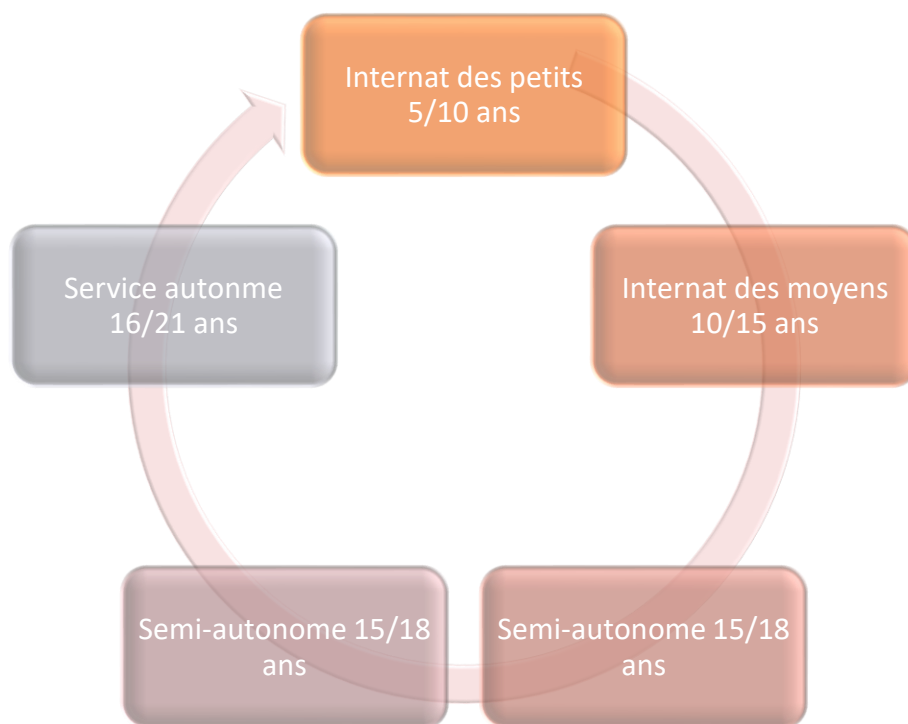 Internat des petits
5/10 ans
Internat des moyens
10/15 ans
Semi-autonome 15/18
ans
Semi-autonome 15/18
ans
Service autonme
16/21 ans